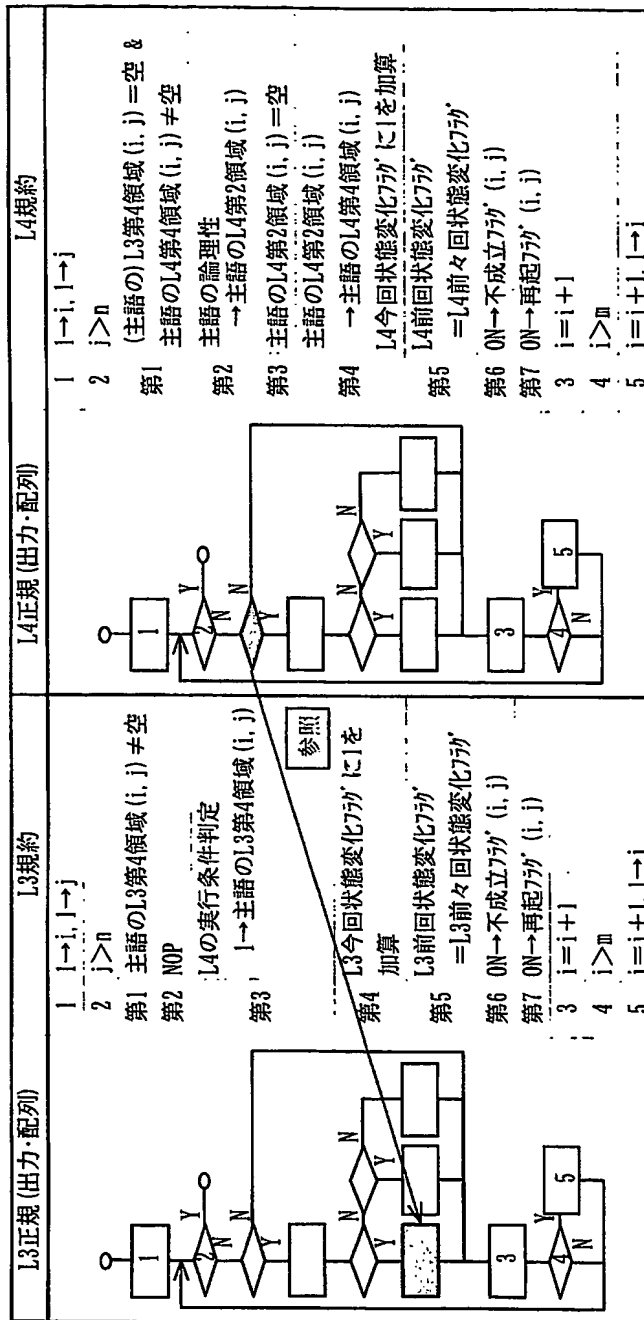 L3正規(出力・配列)
1
2
Y
N
N
Y
N
N
Y
Y
3
4
Y
N
5
L3規約
1 1→i, 1→j
2 j>n
第1 主語のL3第4領域(i, j)≠空
第2 NOP
L4の実行条件判定
第3 1→主語のL3第4領域(i, j)
参照
L3今回状態変化フラグに1を
第4 加算
L3前回状態変化フラグ
第5 =L3前々回状態変化フラグ
第6 ON→不成立フラグ(i, j)
第7 ON→再起フラグ(i, j)
3 i=i+1
4 i>m
5 j=j+1, 1→i
L4正規(出力・配列)
1
2
Y
N
N
Y
N
N
Y
Y
3
4
Y
N
5
L4規約
1 1→i, 1→j
2 j>n
(主語の)L3第4領域(i, j)=空 &
第1 主語のL4第4領域(i, j)≠空
主語の論理性
第2 →主語のL4第2領域(i, j)
第3 主語のL4第2領域(i, j)=空
主語のL4第2領域(i, j)
第4 →主語のL4第4領域(i, j)
L4今回状態変化フラグに1を加算
L4前回状態変化フラグ
第5 =L4前々回状態変化フラグ
第6 ON→不成立フラグ(i, j)
第7 ON→再起フラグ(i, j)
3 i=i+1
4 i>m
5 j=j+1, 1→i